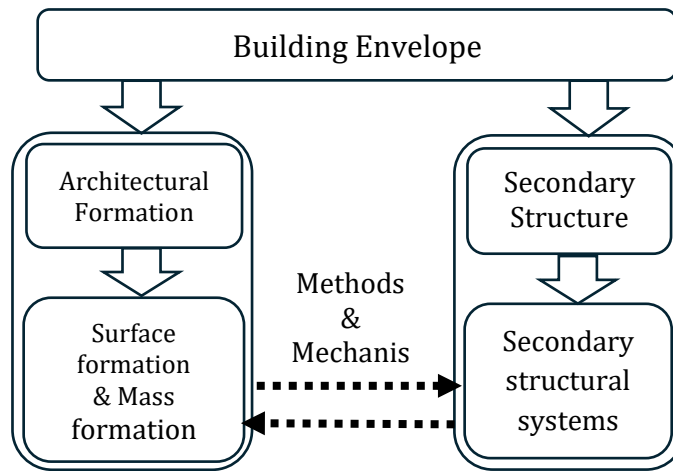 Building Envelope
Architectural
Formation
Surface
formation
& Mass
formation
Methods
&
Mechanis
Secondary
Structure
Secondary
structural
systems